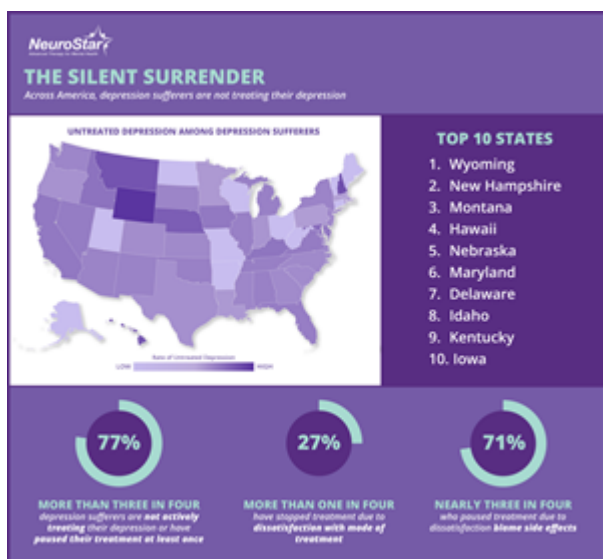 NeuroStar
THE SILENT SURRENDER
Across America, depression sufferers are not treating their depression
UNTREATED DEPRESSION AMONG DEPRESSION SUFFERERS
Rate of Untreated Depression
LOW
HIGH
TOP 10 STATES
1. Wyoming
2. New Hampshire
3. Montana
4. Hawaii
5. Nebraska
6. Maryland
7. Delaware
8. Idaho
9. Kentucky
10. Iowa
77%
MORE THAN THREE IN FOUR
depression sufferers are not actively
treating their depression or have
paused their treatment at least once
27%
MORE THAN ONE IN FOUR
have stopped treatment due to
dissatisfaction with mode of
treatment
71%
NEARLY THREE IN FOUR
who paused treatment due to
dissatisfaction blame side effects